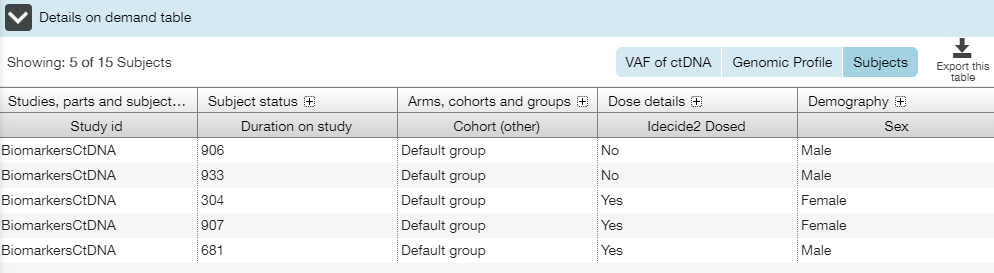 Details on demand table
Showing: 5 of 15 Subjects
VAF of ctDNA Genomic Profile Subjects
Export this
table
Studies, parts and subject... Subject status Arms, cohorts and groups Dose details Demography
Study id Duration on study Cohort (other) Idecide2 Dosed Sex
BiomarkersCtDNA 906 Default group No Male
BiomarkersCtDNA 933 Default group No Male
BiomarkersCtDNA 304 Default group Yes Female
BiomarkersCtDNA 907 Default group Yes Female
BiomarkersCtDNA 681 Default group Yes Male